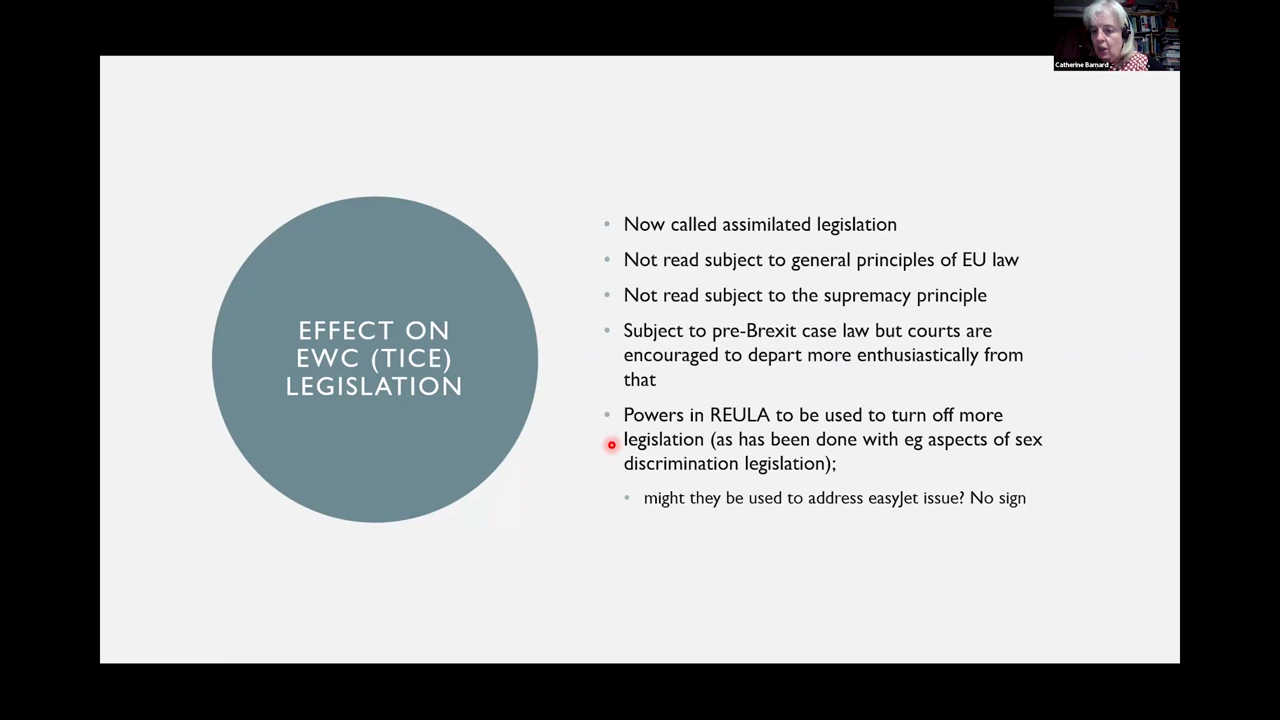 Catherine Barnard
EFFECT ON
EWC (TICE)
LEGISLATION
• Now called assimilated legislation
• Not read subject to general principles of EU law
• Not read subject to the supremacy principle
• Subject to pre-Brexit case law but courts are
encouraged to depart more enthusiastically from
that
• Powers in REULA to be used to turn off more
legislation (as has been done with eg aspects of sex
discrimination legislation);
• might they be used to address easyJet issue? No sign